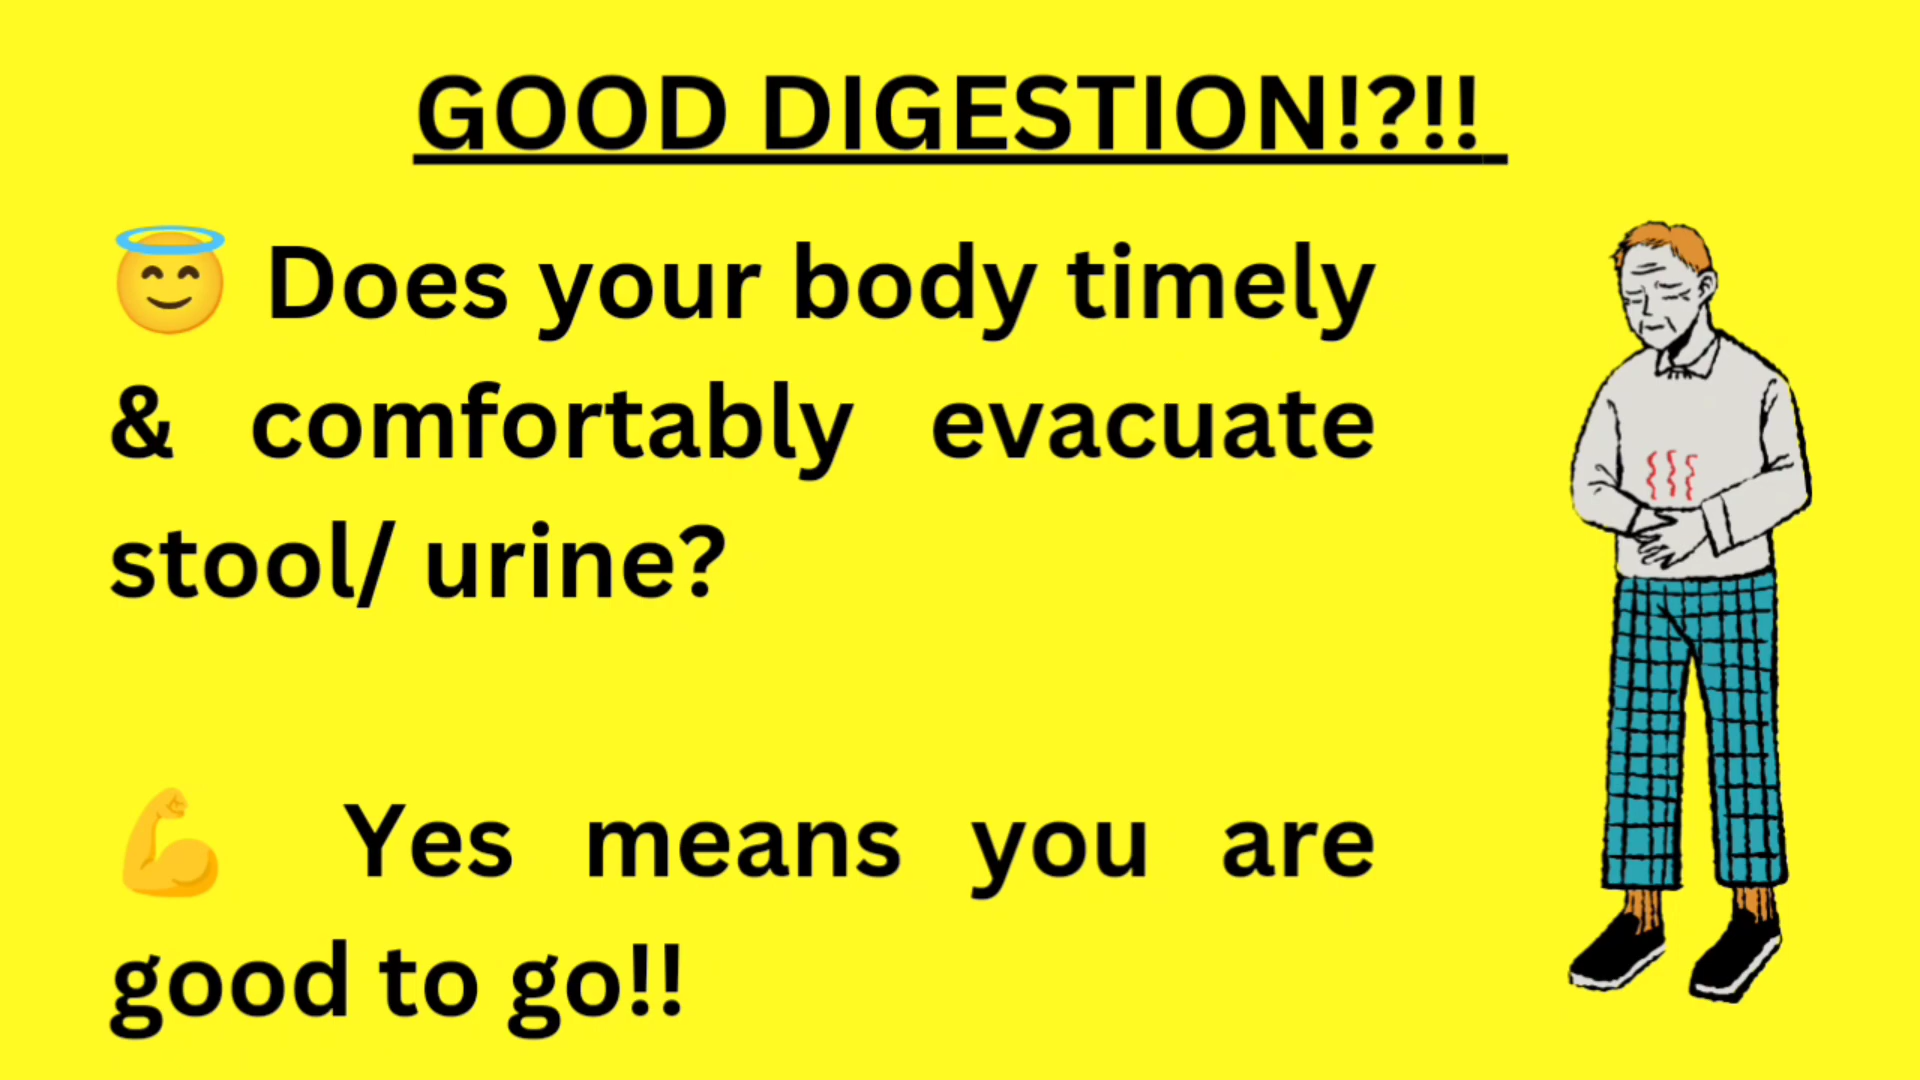 GOOD DIGESTION!?!!
😇 Does your body timely
& comfortably evacuate
stool/ urine?
💪 Yes means you are
good to go!!